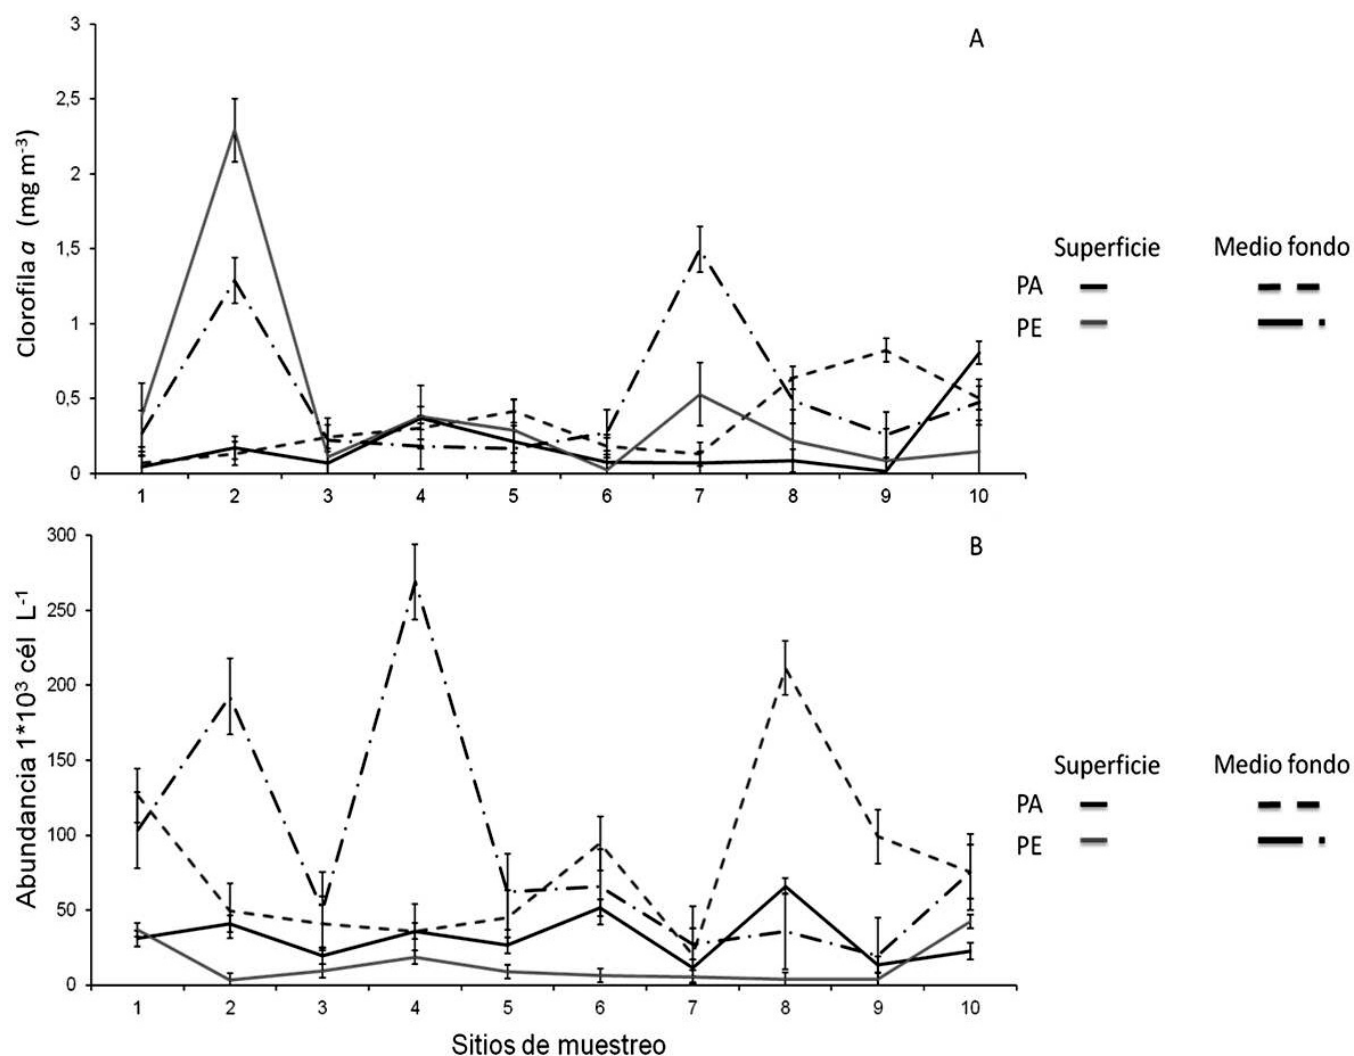 A
Clorofila a (mg m-3)
3
2,5
2
1,5
1
0,5
0
1 2 3 4 5 6 7 8 9 10
Superficie Medio fondo
PA
PE
B
Abundancia 1*10³ cél L-1
300
250
200
150
100
50
0
1 2 3 4 5 6 7 8 9 10
Superficie Medio fondo
PA
PE
Sitios de muestreo